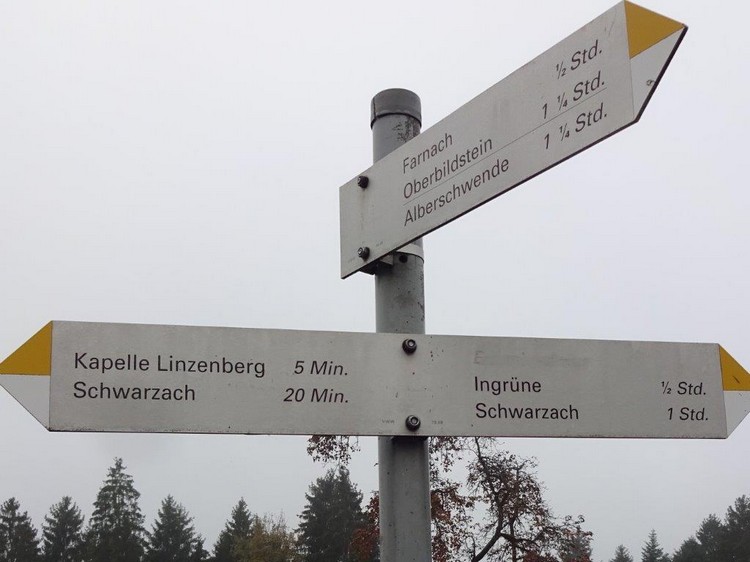 Farnach ½ Std.
Oberbildstein 1 ¼ Std.
Alberschwende 1 ¼ Std.
Kapelle Linzenberg 5 Min.
Schwarzach 20 Min.
Ingrüne ½ Std.
Schwarzach 1 Std.